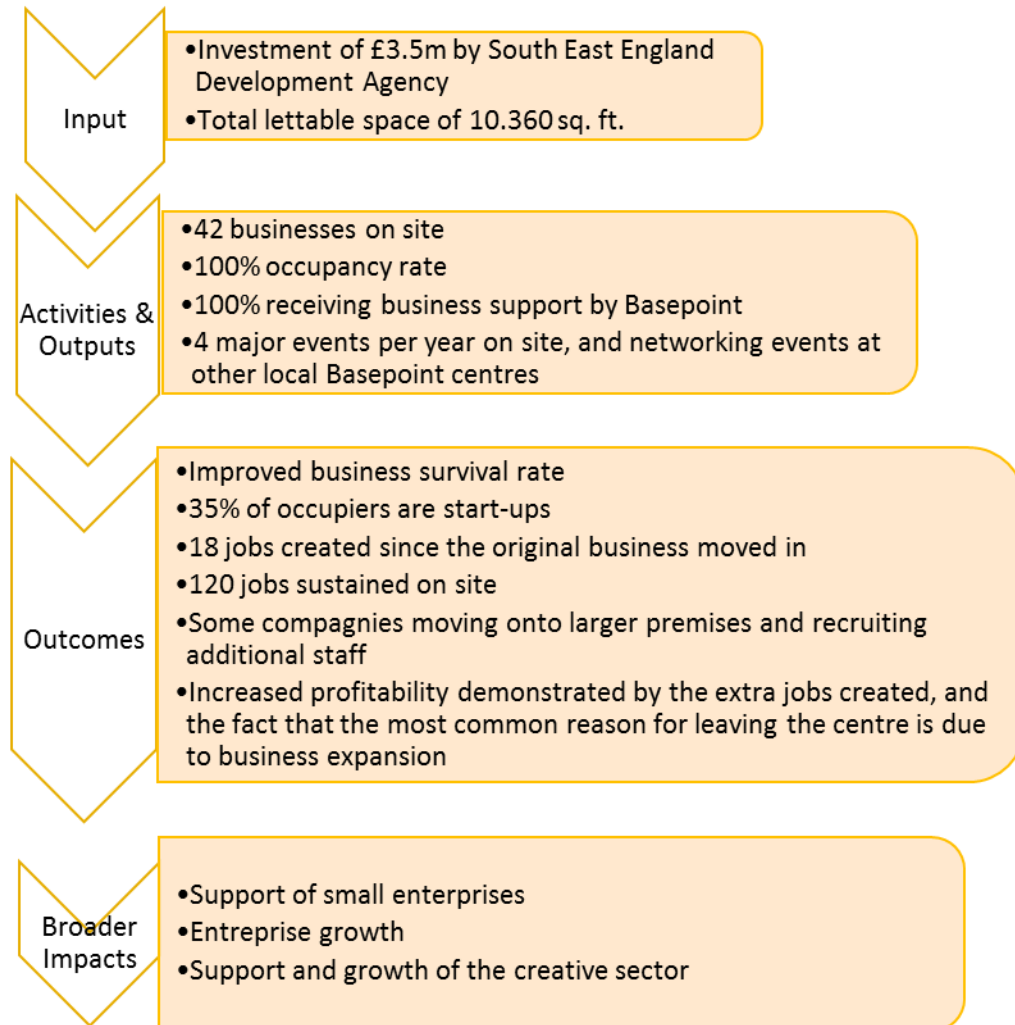 Input
•Investment of £3.5m by South East England
Development Agency
•Total lettable space of 10.360 sq. ft.
Activities &
Outputs
•42 businesses on site
•100% occupancy rate
•100% receiving business support by Basepoint
•4 major events per year on site, and networking events at
other local Basepoint centres
Outcomes
•Improved business survival rate
•35% of occupiers are start-ups
•18 jobs created since the original business moved in
•120 jobs sustained on site
•Some compagnies moving onto larger premises and recruiting
additional staff
•Increased profitability demonstrated by the extra jobs created, and
the fact that the most common reason for leaving the centre is due
to business expansion
Broader
Impacts
•Support of small enterprises
•Entreprise growth
•Support and growth of the creative sector